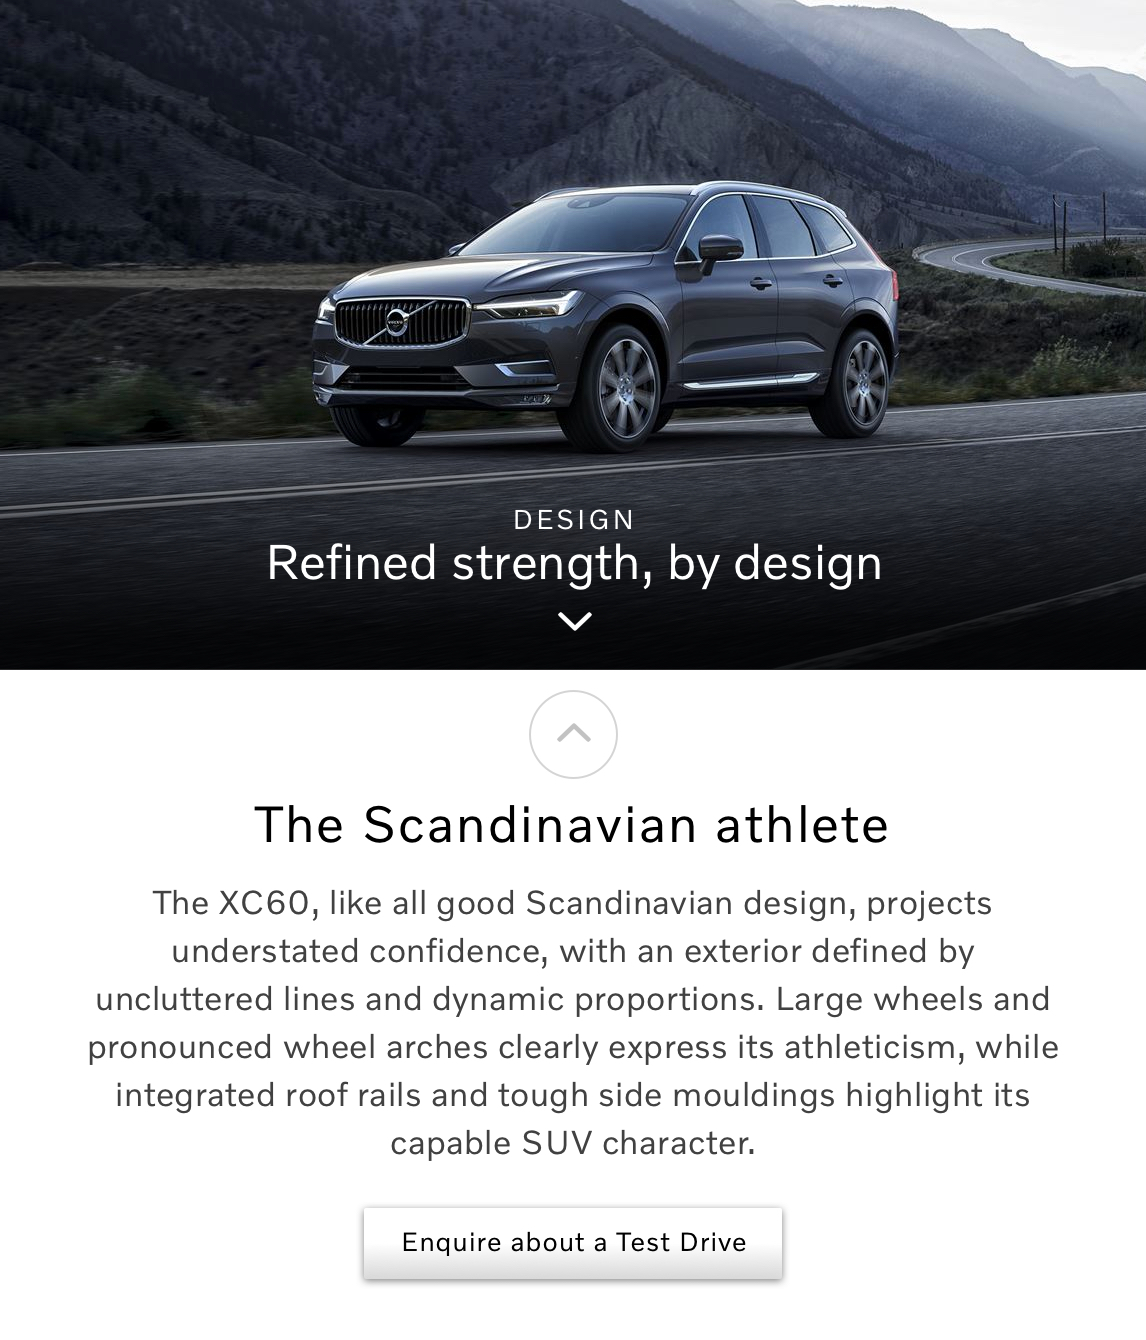 DESIGN
Refined strength, by design
The Scandinavian athlete
The XC60, like all good Scandinavian design, projects
understated confidence, with an exterior defined by
uncluttered lines and dynamic proportions. Large wheels and
pronounced wheel arches clearly express its athleticism, while
integrated roof rails and tough side mouldings highlight its
capable SUV character.
Enquire about a Test Drive